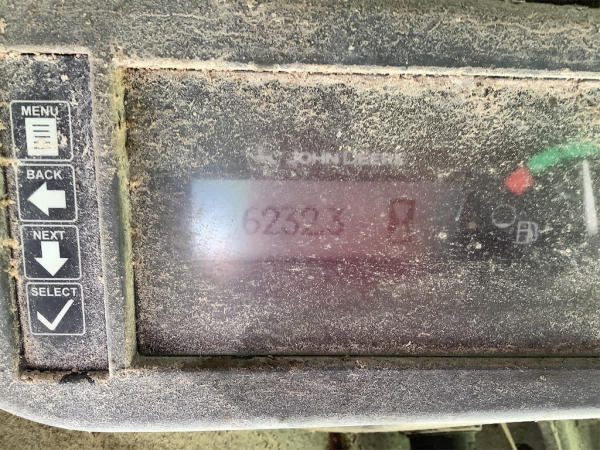 MENU
BACK
NEXT
SELECT
JOHN DEERE
6232.3